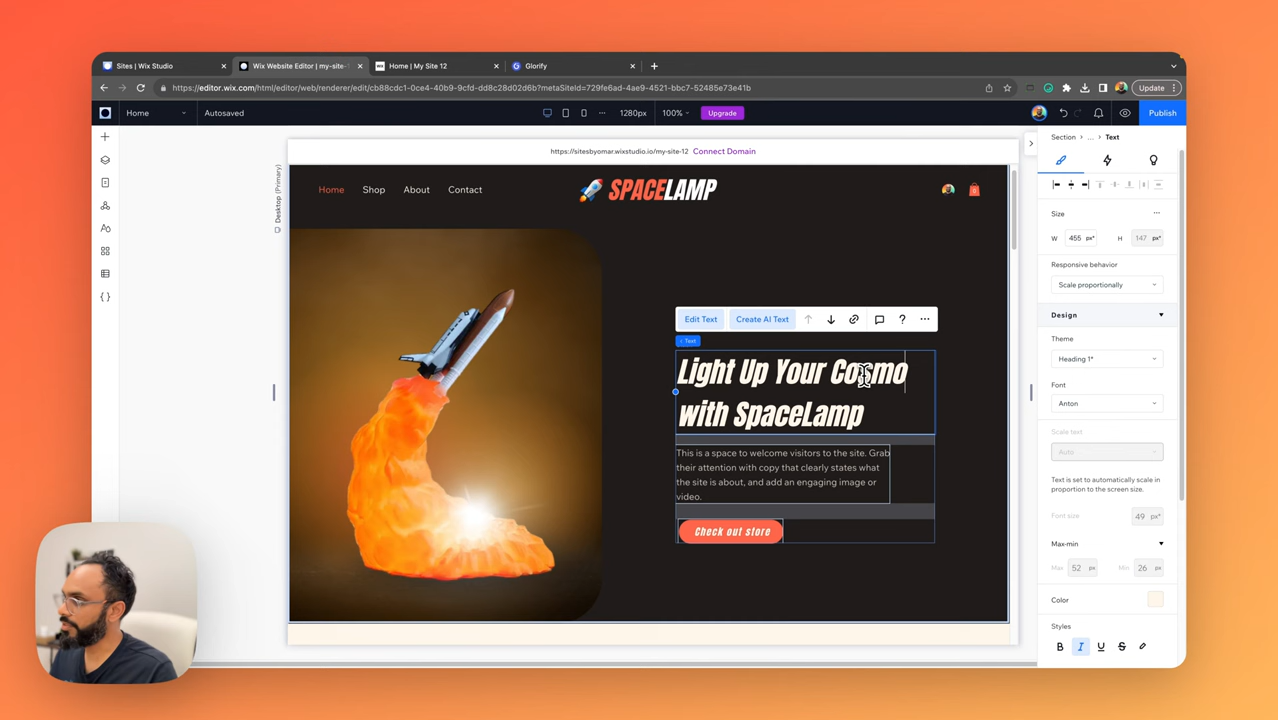 Sites | Wix Studio
Wix Website Editor | my-site-
Home | My Site 12
Glorify
https://editor.wix.com/html/editor/web/renderer/edit/cb88cdc1-0ce4-40b9-9cfd-dd8c28d02d6b?metaSiteId=729fe6ad-4ae9-4521-bbc7-52485e73e41b
Update
Home
Autosaved
1280px
100%
Upgrade
Publish
https://sitesbyomar.wixstudio.io/my-site-12 Connect Domain
Section > ... > Text
Desktop (Primary)
Home
Shop
About
Contact
SPACELAMP
0
Size
W 455 px*
H 147 px*
Responsive behavior
Scale proportionally
Design
Theme
Heading 1*
Font
Anton
Scale text
Auto
Text is set to automatically scale in
proportion to the screen size.
Font size
49 px*
Max-min
Max 52 px
Min 26 px
Color
Styles
B I U S
Edit Text
Create AI Text
Text
Light Up Your Cosmo
with SpaceLamp
This is a space to welcome visitors to the site. Grab
their attention with copy that clearly states what
the site is about, and add an engaging image or
video.
Check out store